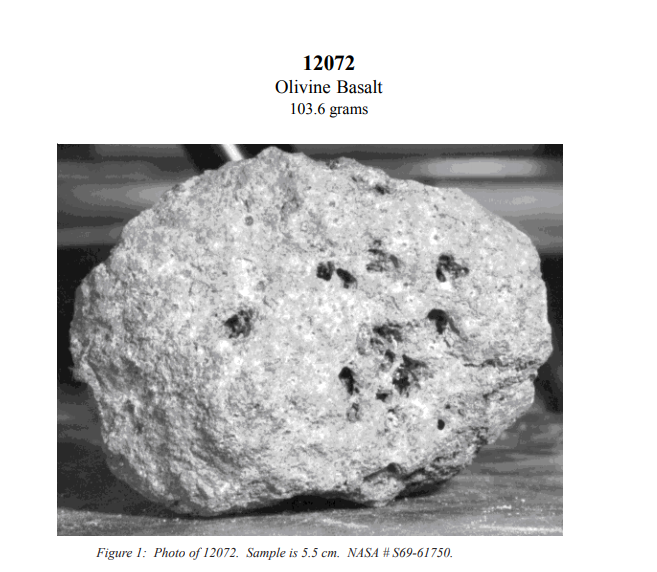 12072
Olivine Basalt
103.6 grams
Figure 1: Photo of 12072. Sample is 5.5 cm. NASA # S69-61750.